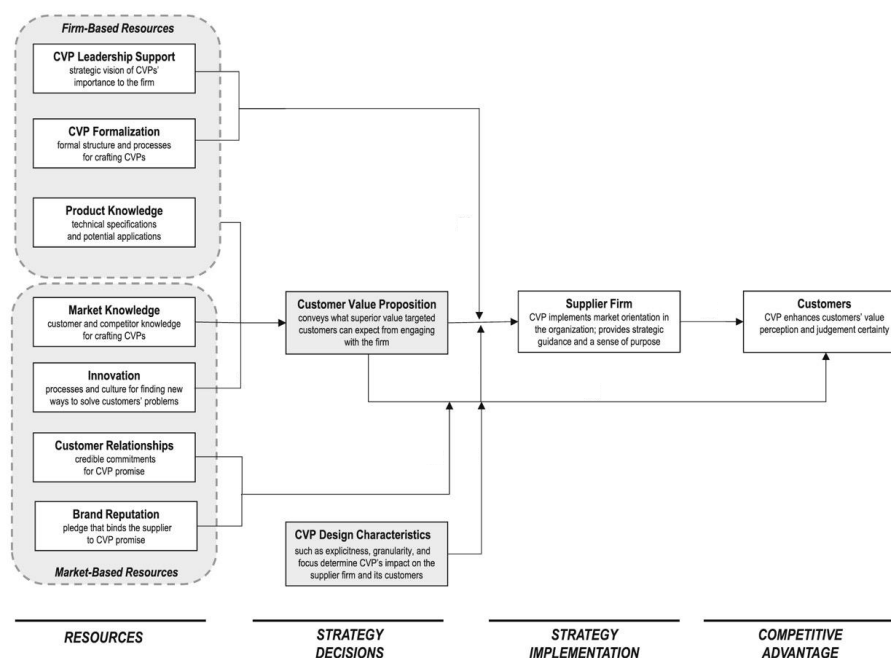 Firm-Based Resources
CVP Leadership Support
strategic vision of CVPs'
importance to the firm
CVP Formalization
formal structure and processes
for crafting CVPs
Product Knowledge
technical specifications
and potential applications
Market Knowledge
customer and competitor knowledge
for crafting CVPs
Innovation
processes and culture for finding new
ways to solve customers' problems
Customer Relationships
credible commitments
for CVP promise
Brand Reputation
pledge that binds the supplier
to CVP promise
Market-Based Resources
Customer Value Proposition
conveys what superior value targeted
customers can expect from engaging
with the firm
CVP Design Characteristics
such as explicitness, granularity, and
focus determine CVP's impact on the
supplier firm and its customers
Supplier Firm
CVP implements market orientation in
the organization; provides strategic
guidance and a sense of purpose
Customers
CVP enhances customers' value
perception and judgement certainty
RESOURCES
STRATEGY
DECISIONS
STRATEGY
IMPLEMENTATION
COMPETITIVE
ADVANTAGE